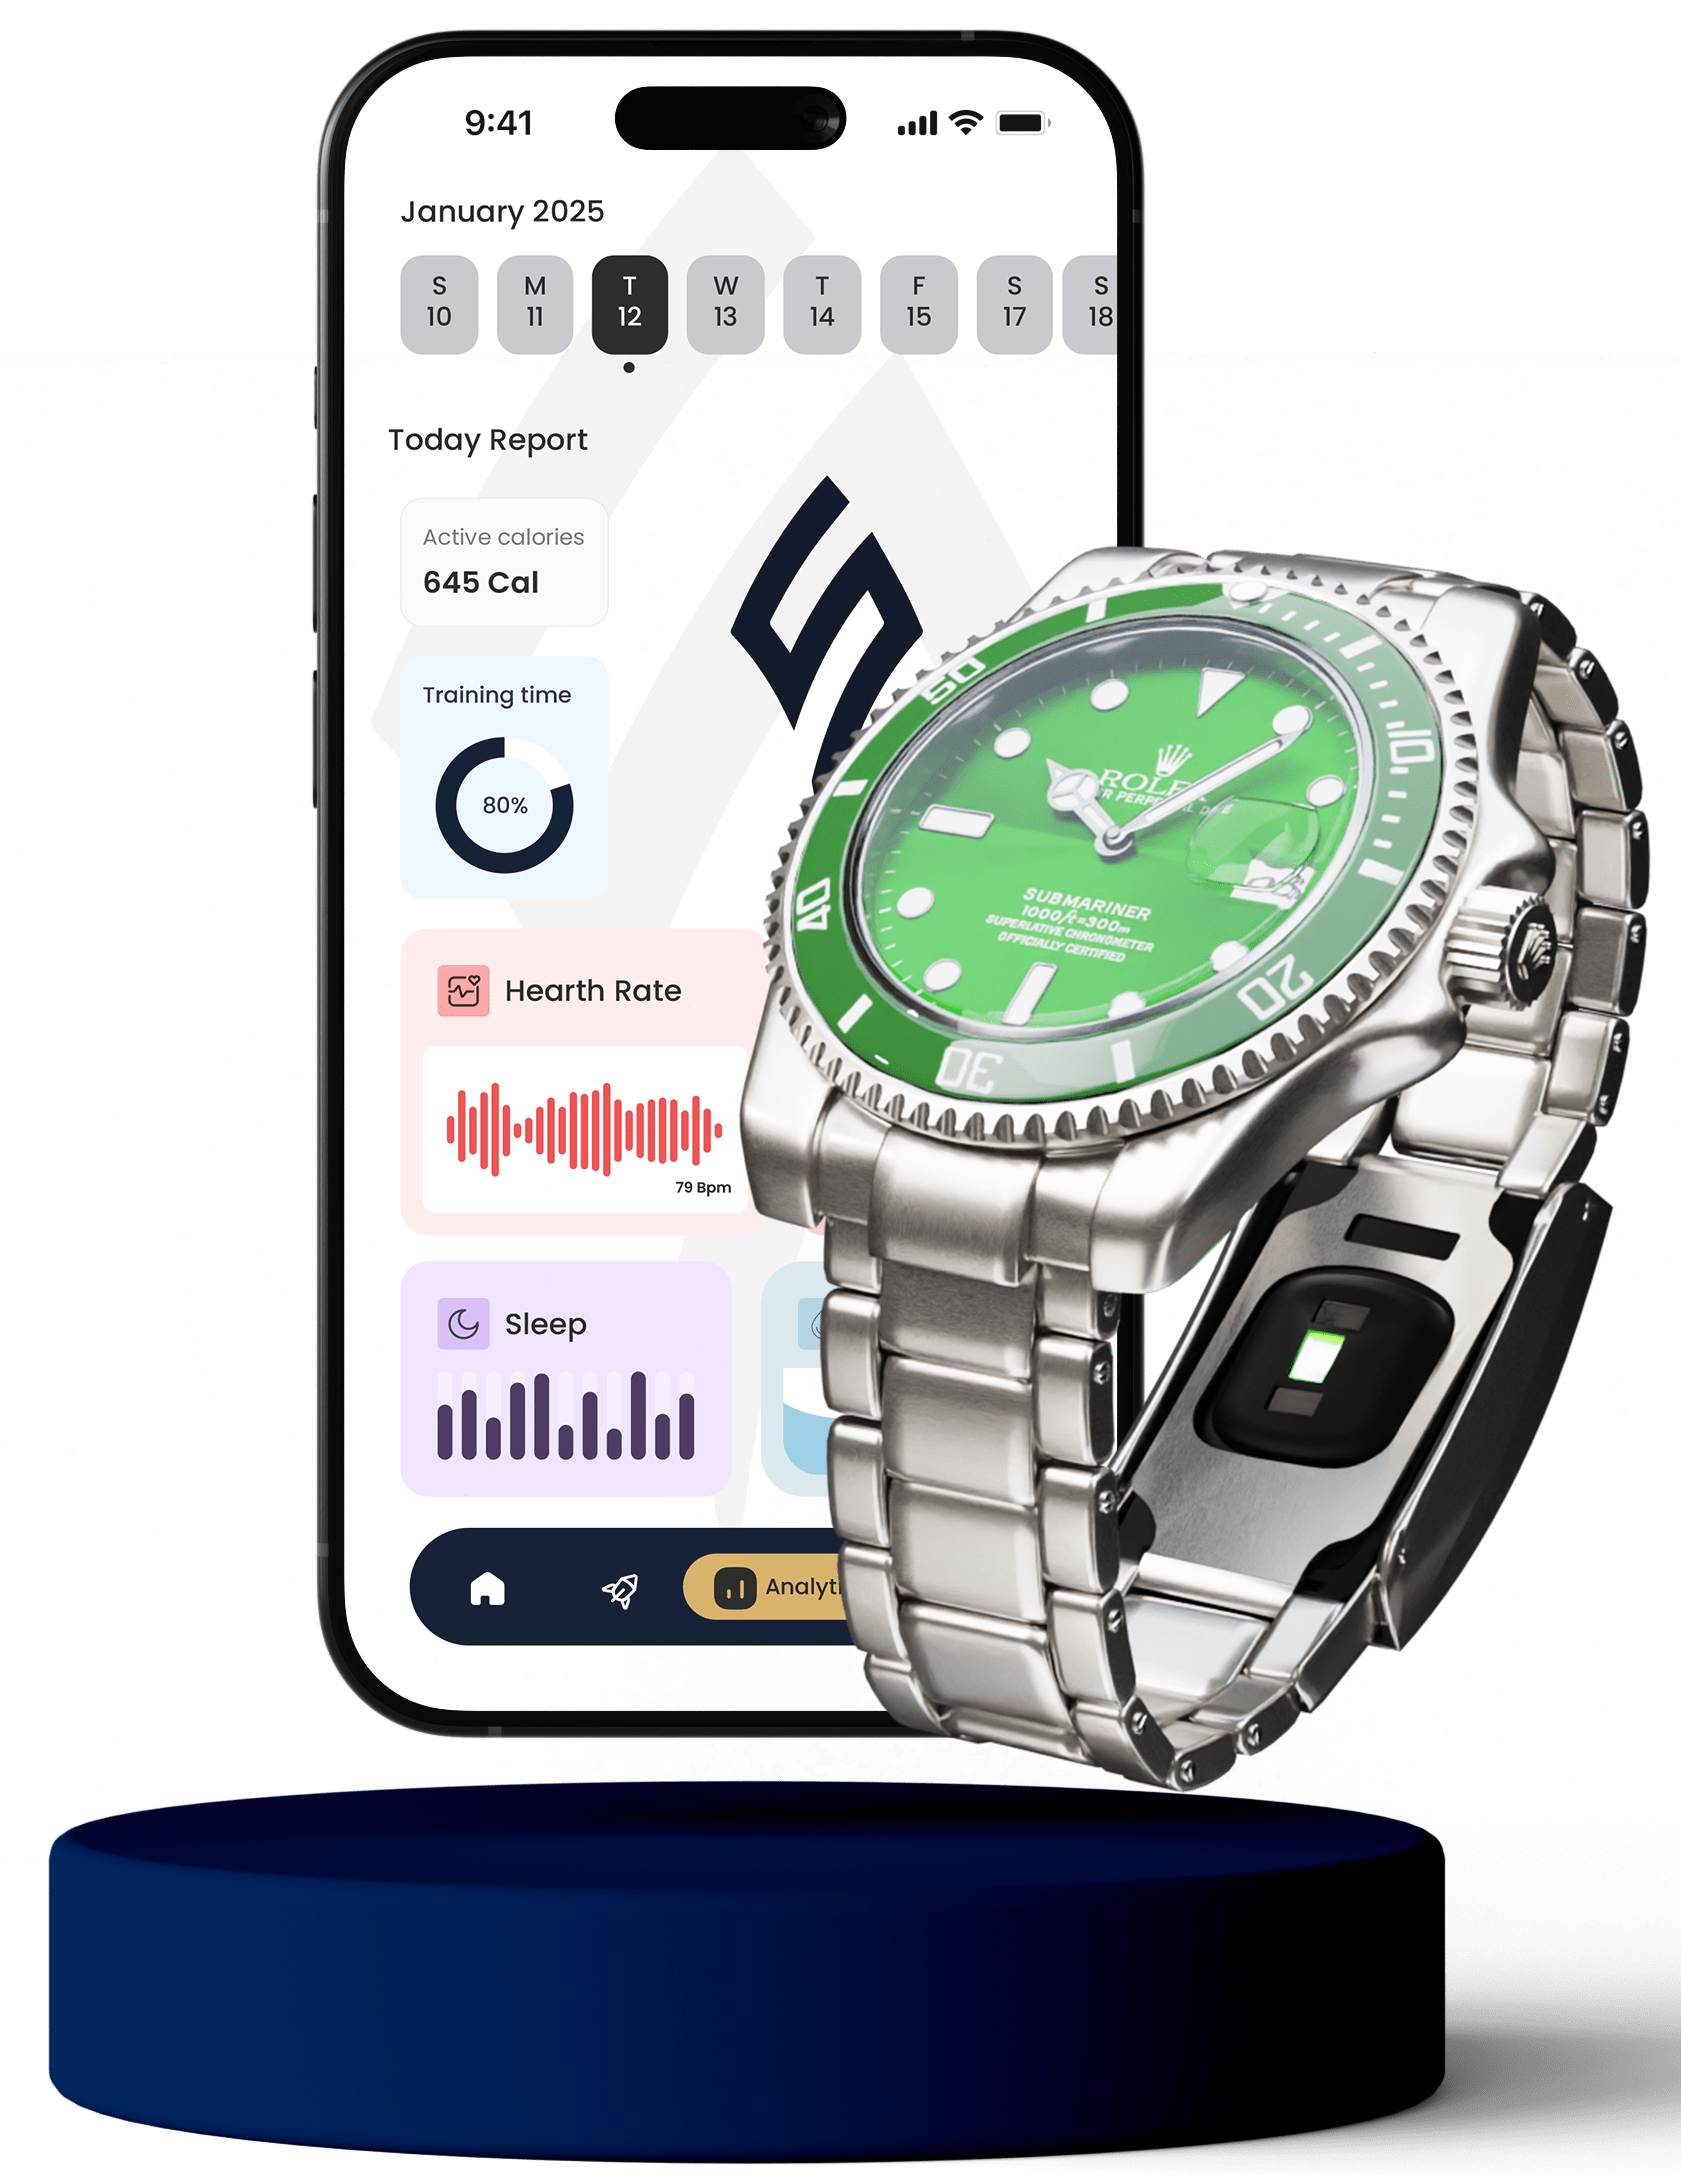 9:41
January 2025
S M T W T F S S
10 11 12 13 14 15 17 18
Today Report
Active calories
645 Cal
Training time
80%
Hearth Rate
79 Bpm
Sleep
50
10
20
30
40
SUBMARINER
1000ft=300m
SUPERLATIVE CHRONOMETER
OFFICIALLY CERTIFIED